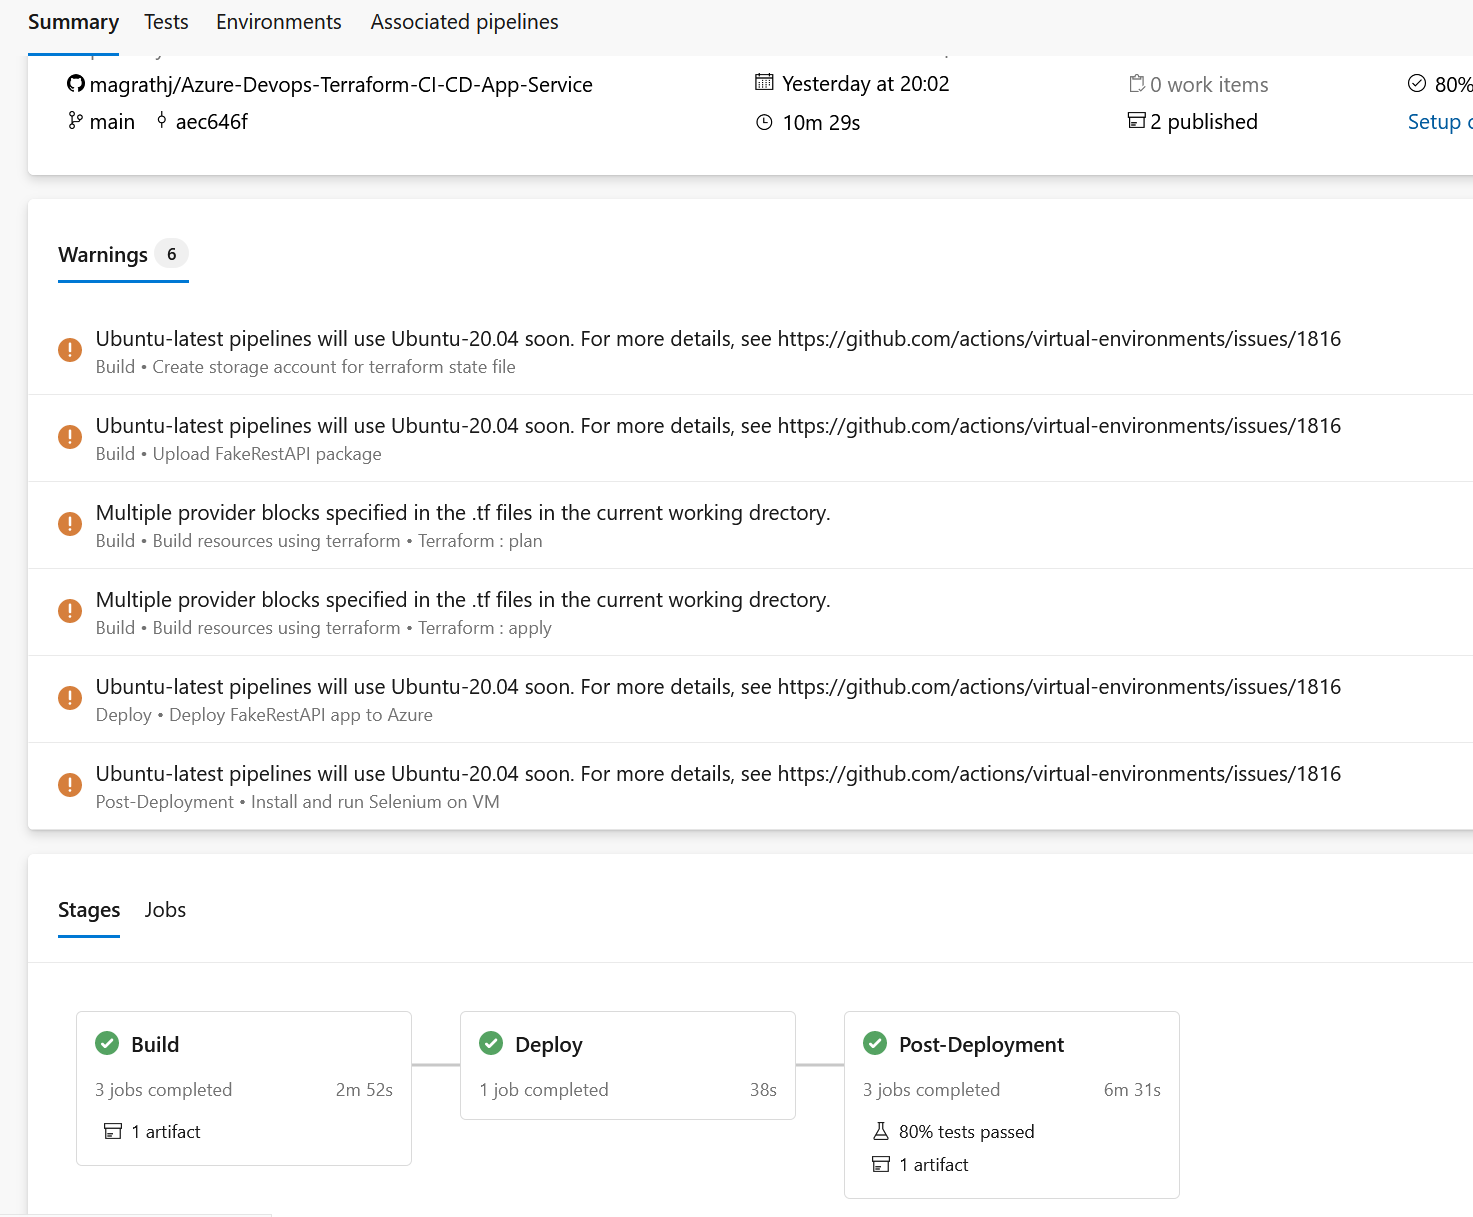 Summary Tests Environments Associated pipelines
magrathj/Azure-Devops-Terraform-CI-CD-App-Service Yesterday at 20:02 0 work items 80%
main aec646f 10m 29s 2 published Setup
Warnings 6
Ubuntu-latest pipelines will use Ubuntu-20.04 soon. For more details, see https://github.com/actions/virtual-environments/issues/1816
Build • Create storage account for terraform state file
Ubuntu-latest pipelines will use Ubuntu-20.04 soon. For more details, see https://github.com/actions/virtual-environments/issues/1816
Build • Upload FakeRestAPI package
Multiple provider blocks specified in the .tf files in the current working drectory.
Build • Build resources using terraform • Terraform : plan
Multiple provider blocks specified in the .tf files in the current working drectory.
Build • Build resources using terraform • Terraform : apply
Ubuntu-latest pipelines will use Ubuntu-20.04 soon. For more details, see https://github.com/actions/virtual-environments/issues/1816
Deploy • Deploy FakeRestAPI app to Azure
Ubuntu-latest pipelines will use Ubuntu-20.04 soon. For more details, see https://github.com/actions/virtual-environments/issues/1816
Post-Deployment • Install and run Selenium on VM
Stages Jobs
Build
3 jobs completed 2m 52s
1 artifact
Deploy
1 job completed 38s
Post-Deployment
3 jobs completed 6m 31s
80% tests passed
1 artifact